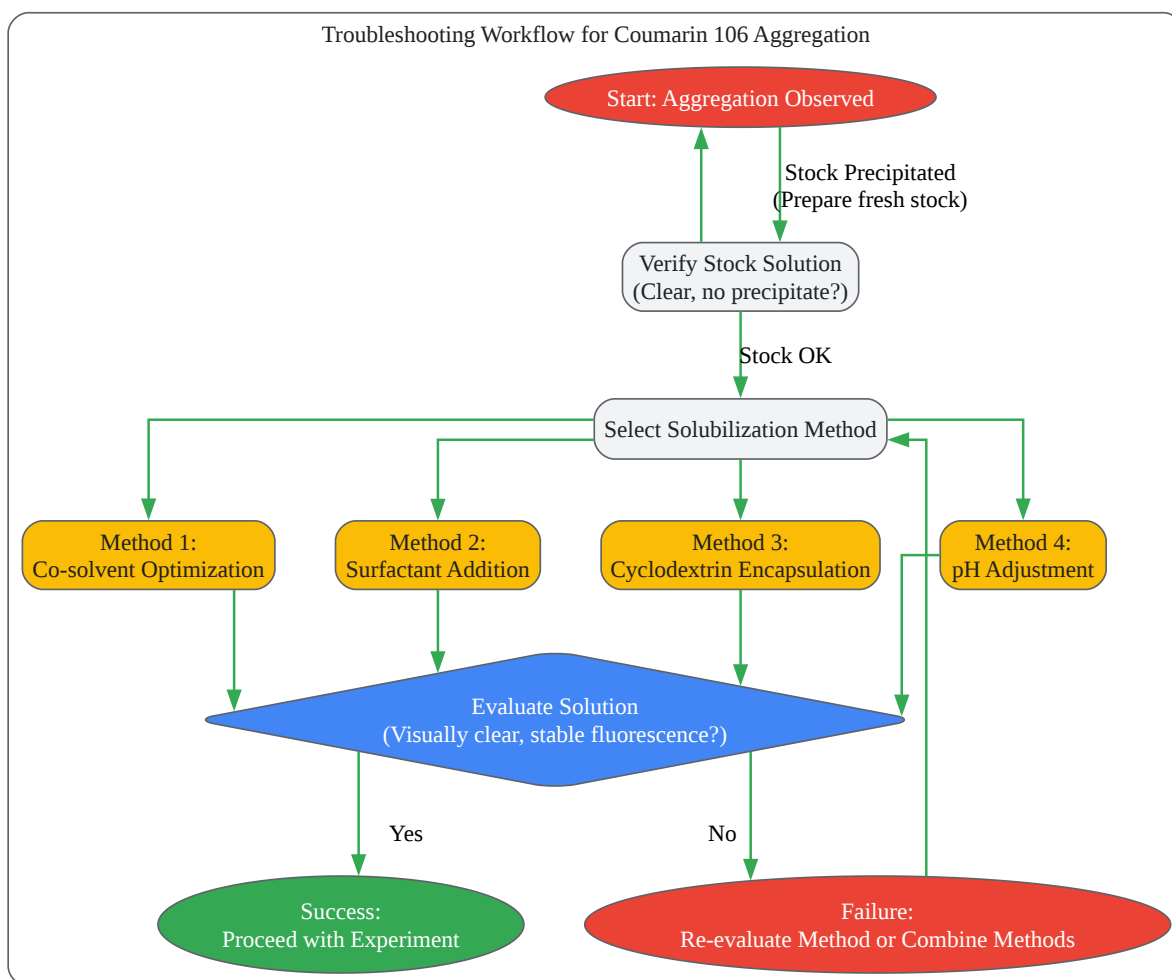 Troubleshooting Workflow for Coumarin 106 Aggregation
Start: Aggregation Observed
Stock Precipitated
(Prepare fresh stock)
Verify Stock Solution
(Clear, no precipitate?)
Stock OK
Select Solubilization Method
Method 1:
Co-solvent Optimization
Method 2:
Surfactant Addition
Method 3:
Cyclodextrin Encapsulation
Method 4:
pH Adjustment
Evaluate Solution
(Visually clear, stable fluorescence?)
Yes
No
Success:
Proceed with Experiment
Failure:
Re-evaluate Method or Combine Methods